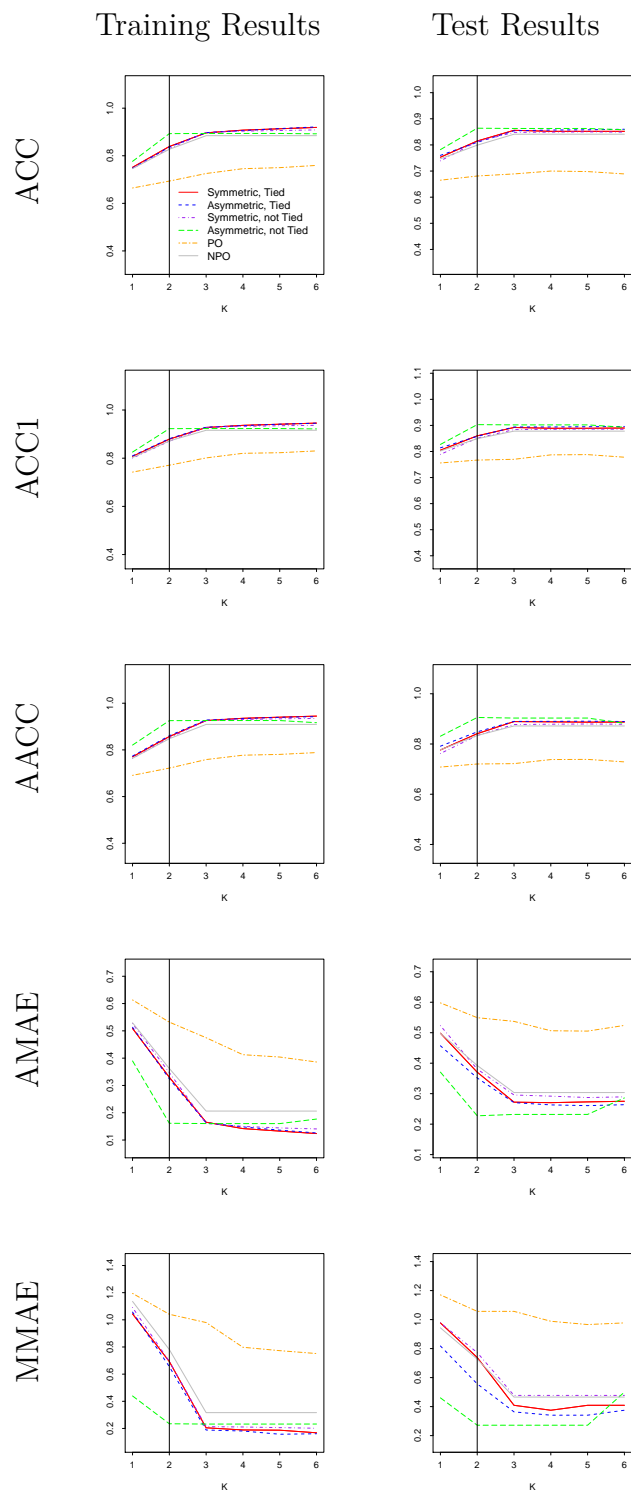 Training Results
Test Results
ACC
0.4 0.6 0.8 1.0
1 2 3 4 5 6
K
Symmetric, Tied
Asymmetric, Tied
Symmetric, not Tied
Asymmetric, not Tied
PO
NPO
0.4 0.5 0.6 0.7 0.8 0.9 1.0
1 2 3 4 5 6
K
ACC1
0.4 0.6 0.8 1.0
1 2 3 4 5 6
K
0.4 0.5 0.6 0.7 0.8 0.9 1.0 1.1
1 2 3 4 5 6
K
AACC
0.4 0.6 0.8 1.0
1 2 3 4 5 6
K
0.4 0.6 0.8 1.0
1 2 3 4 5 6
K
AMAE
0.1 0.2 0.3 0.4 0.5 0.6 0.7
1 2 3 4 5 6
K
0.1 0.2 0.3 0.4 0.5 0.6 0.7
1 2 3 4 5 6
K
MMAE
0.2 0.4 0.6 0.8 1.0 1.2 1.4
1 2 3 4 5 6
K
0.2 0.4 0.6 0.8 1.0 1.2 1.4
1 2 3 4 5 6
K